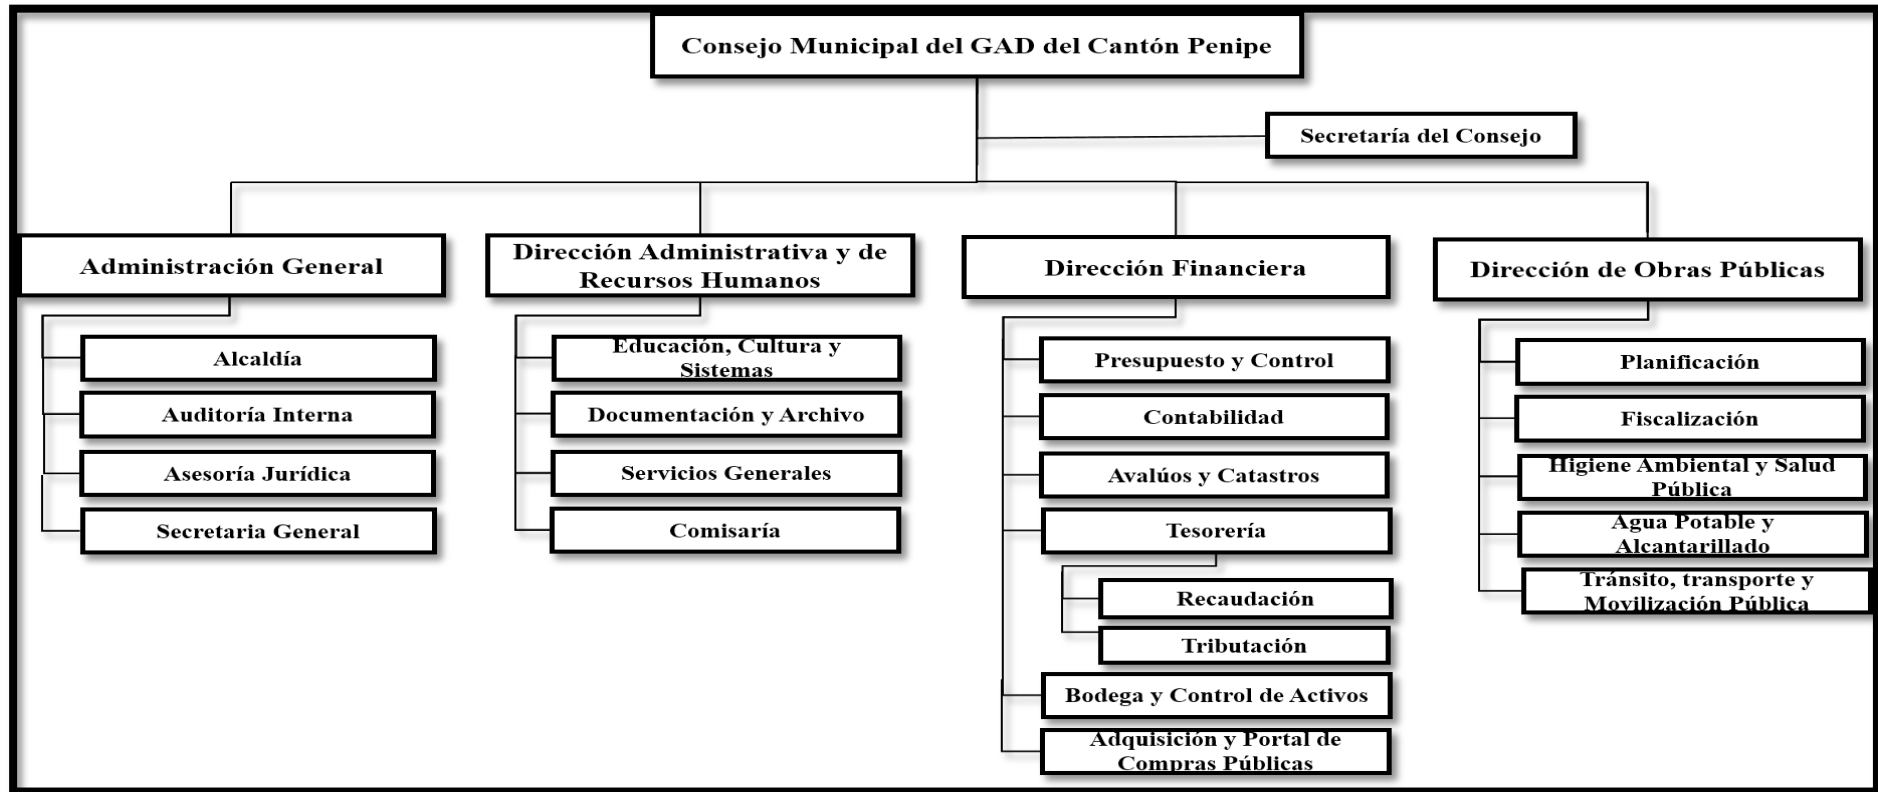 Consejo Municipal del GAD del Cantón Penipe
Secretaría del Consejo
Administración General
Alcaldía
Auditoría Interna
Asesoría Jurídica
Secretaria General
Dirección Administrativa y de
Recursos Humanos
Educación, Cultura y
Sistemas
Documentación y Archivo
Servicios Generales
Comisaría
Dirección Financiera
Presupuesto y Control
Contabilidad
Avalúos y Catastros
Tesorería
Recaudación
Tributación
Bodega y Control de Activos
Adquisición y Portal de
Compras Públicas
Dirección de Obras Públicas
Planificación
Fiscalización
Higiene Ambiental y Salud
Pública
Agua Potable y
Alcantarillado
Tránsito, transporte y
Movilización Pública